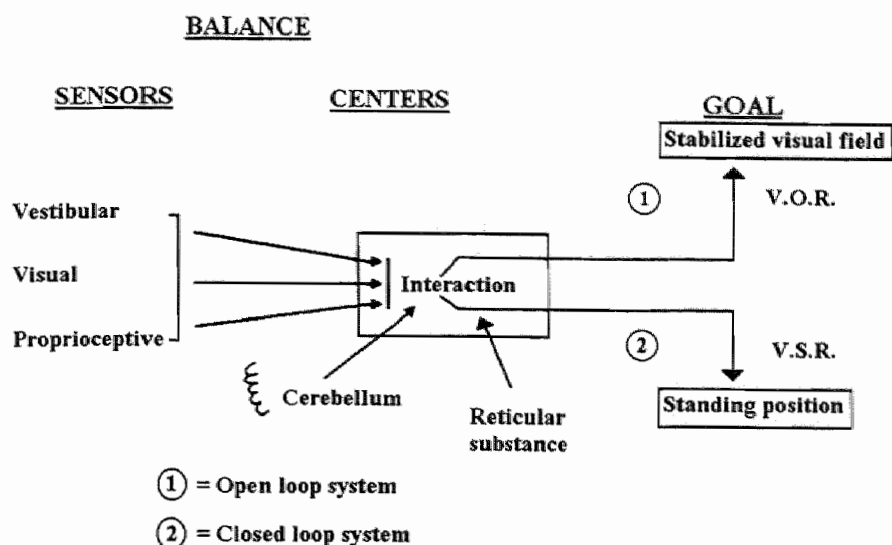 BALANCE
SENSORS
CENTERS
GOAL
Stabilized visual field
1
V.O.R.
Vestibular
Visual
Interaction
Proprioceptive
2
V.S.R.
Cerebellum
Standing position
Reticular
substance
1 = Open loop system
2 = Closed loop system